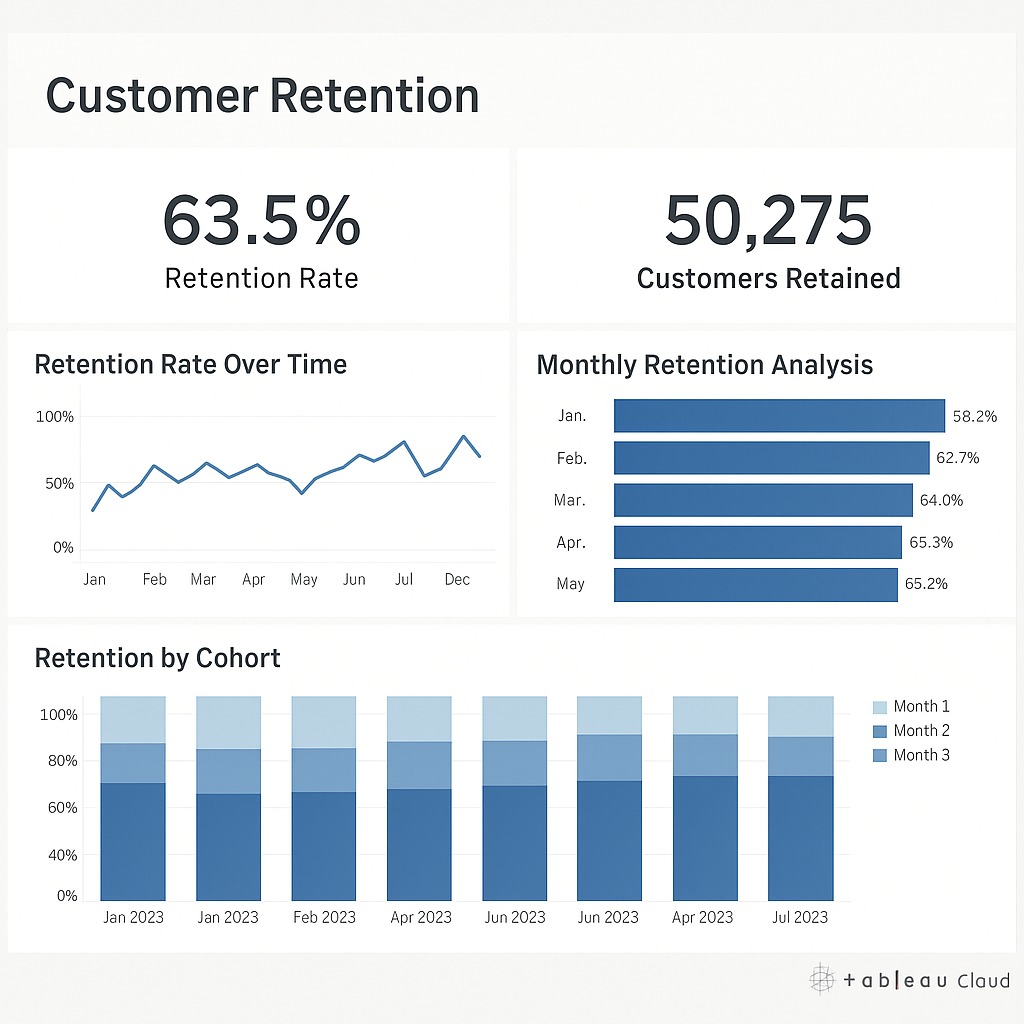 Customer Retention
63.5%
Retention Rate
50,275
Customers Retained
Retention Rate Over Time
100%
50%
0%
Jan Feb Mar Apr May Jun Jul Dec
Monthly Retention Analysis
Jan. 58.2%
Feb. 62.7%
Mar. 64.0%
Apr. 65.3%
May 65.2%
Retention by Cohort
100%
80%
60%
40%
0%
Jan 2023 Jan 2023 Feb 2023 Apr 2023 Jun 2023 Jun 2023 Apr 2023 Jul 2023
Month 1
Month 2
Month 3
+ableau Cloud